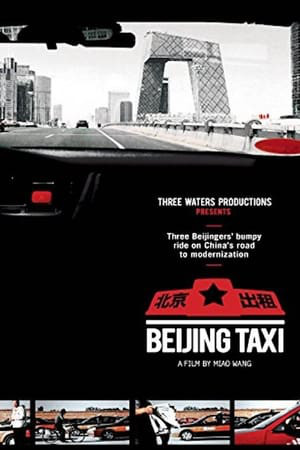 THREE WATERS PRODUCTIONS
PRESENTS
Three Beijingers' bumpy
ride on China's road
to modernization
北京 出租
BEIJING TAXI
A FILM BY MIAO WANG